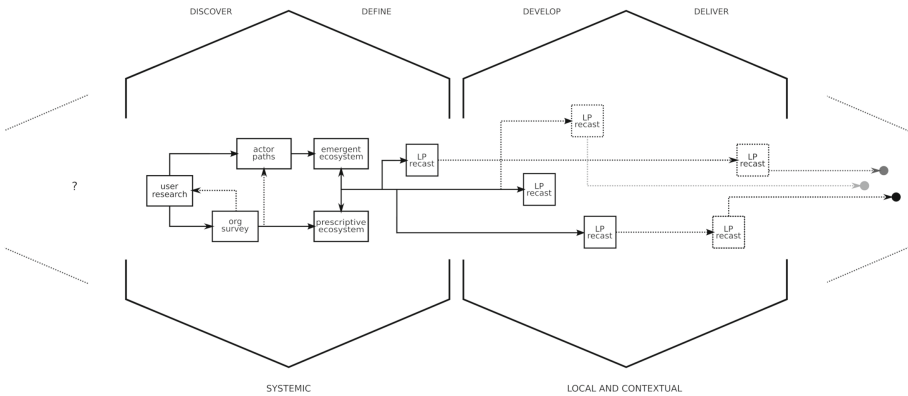 DISCOVER
DEFINE
DEVELOP
DELIVER
LP
recast
actor
paths
emergent
ecosystem
LP
recast
LP
recast
?
user
research
LP
recast
org
survey
prescriptive
ecosystem
LP
recast
LP
recast
SYSTEMIC
LOCAL AND CONTEXTUAL